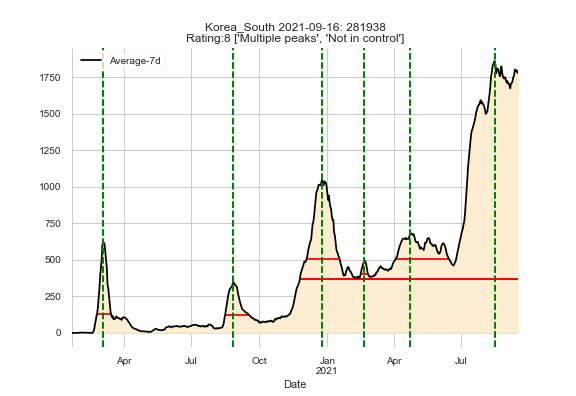 Korea_South 2021-09-16: 281938
Rating:8 ['Multiple peaks', 'Not in control']
Average-7d
1750
1500
1250
1000
750
500
250
0
Apr
Jul
Oct
Jan
2021
Apr
Jul
Date